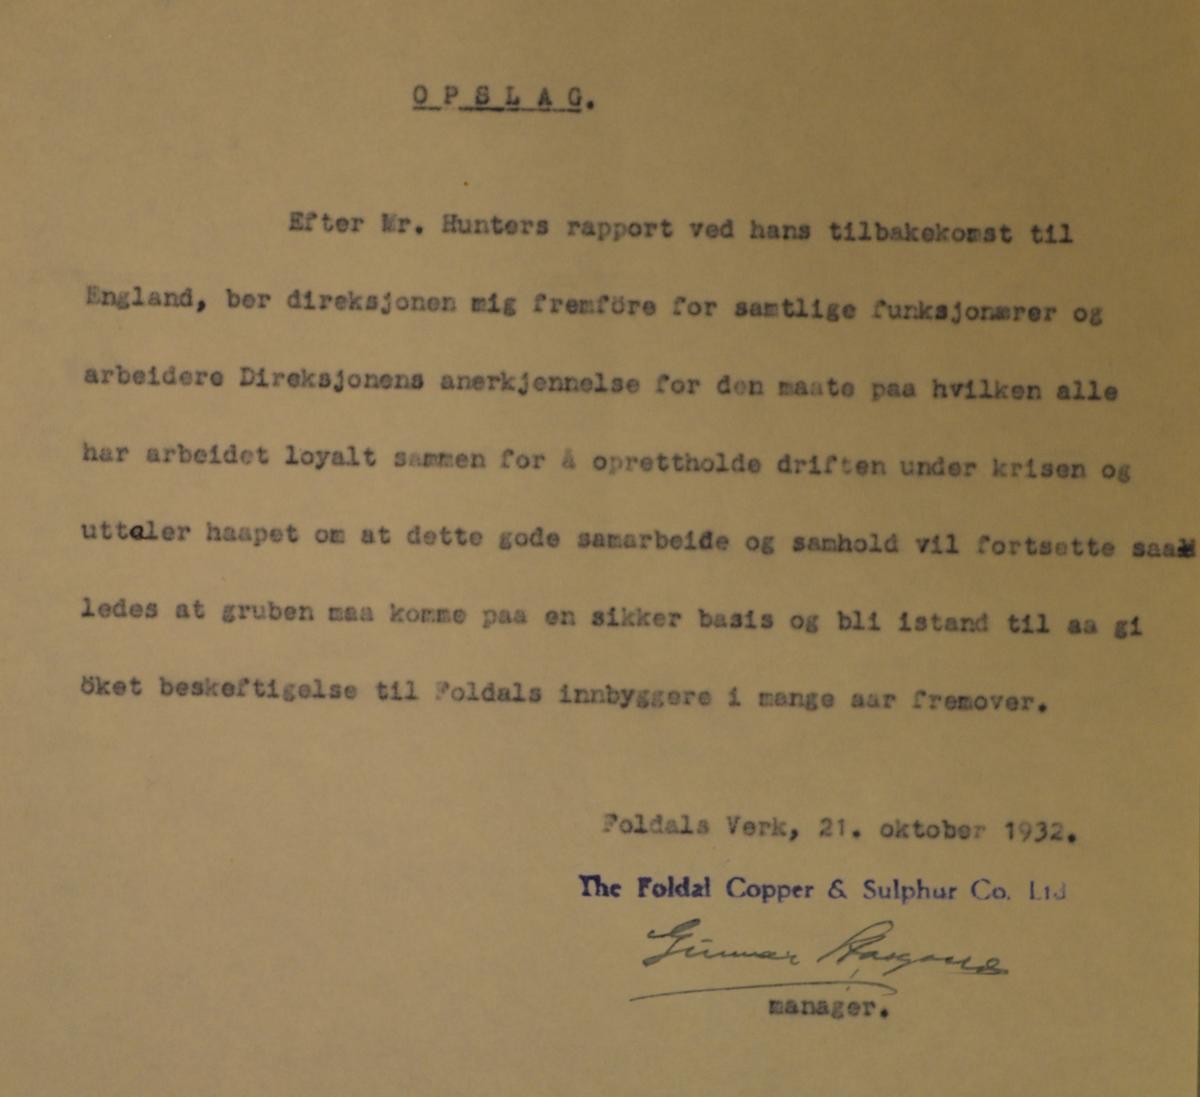 OPSLAG.
Efter Mr. Hunters rapport ved hans tilbakekomst til
England, ber direksjonen mig fremföre for samtlige funksjonærer og
arbeidere Direksjonens anerkjennelse for den maate paa hvilken alle
har arbeidet loyalt sammen for å oprettholde driften under krisen og
uttaler haapet om at dette gode samarbeide og samhold vil fortsette saa
ledes at gruben maa komme paa en sikker basis og bli istand til aa gi
öket beskeftigelse til Foldals innbyggere i mange aar fremover.
Foldals Verk, 21. oktober 1932.
The Foldal Copper & Sulphur Co. Ltd
Gunnar
manager.